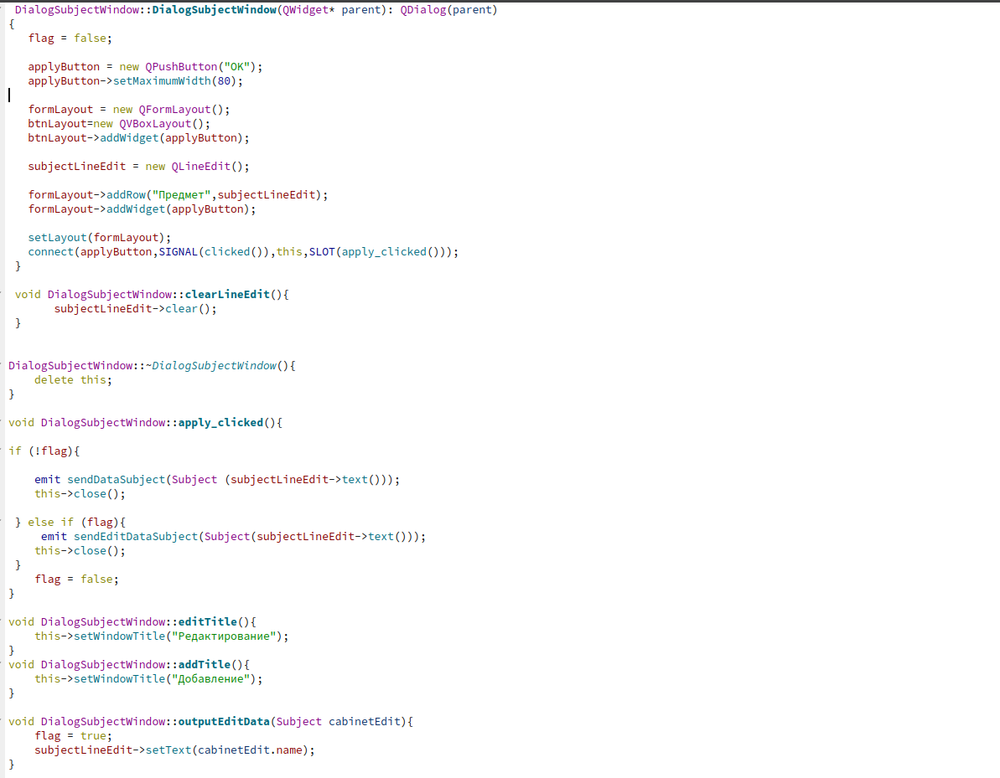 DialogSubjectWindow::DialogSubjectWindow(QWidget* parent): QDialog(parent)
{
flag = false;
applyButton = new QPushButton("OK");
applyButton->setMaximumWidth(80);
formLayout = new QFormLayout();
btnLayout=new QVBoxLayout();
btnLayout->addWidget(applyButton);
subjectLineEdit = new QLineEdit();
formLayout->addRow("Предмет",subjectLineEdit);
formLayout->addWidget(applyButton);
setLayout(formLayout);
connect(applyButton,SIGNAL(clicked()),this,SLOT(apply_clicked()));
}
void DialogSubjectWindow::clearLineEdit(){
subjectLineEdit->clear();
}
DialogSubjectWindow::~DialogSubjectWindow(){
delete this;
}
void DialogSubjectWindow::apply_clicked(){
if (!flag){
emit sendDataSubject(Subject (subjectLineEdit->text()));
this->close();
} else if (flag){
emit sendEditDataSubject(Subject(subjectLineEdit->text()));
this->close();
}
flag = false;
}
void DialogSubjectWindow::editTitle(){
this->setWindowTitle("Редактирование");
}
void DialogSubjectWindow::addTitle(){
this->setWindowTitle("Добавление");
}
void DialogSubjectWindow::outputEditData(Subject cabinetEdit){
flag = true;
subjectLineEdit->setText(cabinetEdit.name);
}